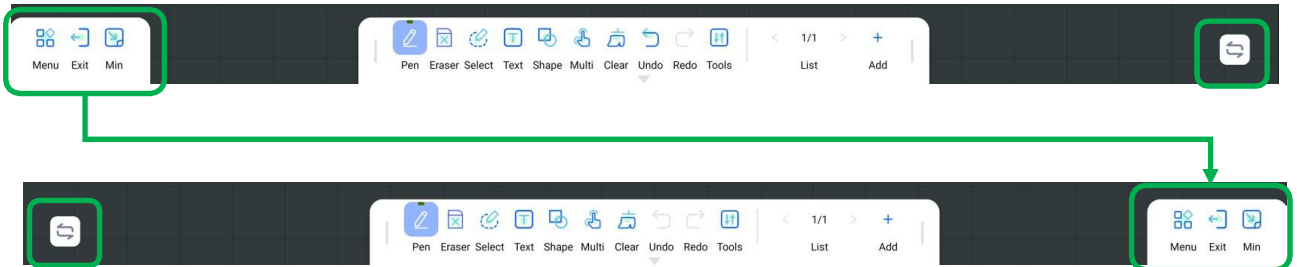 1/1
Menu Exit Min Pen Eraser Select Text Shape Multi Clear Undo Redo Tools List Add
1/1
Pen Eraser Select Text Shape Multi Clear Undo Redo Tools List Add Menu Exit Min